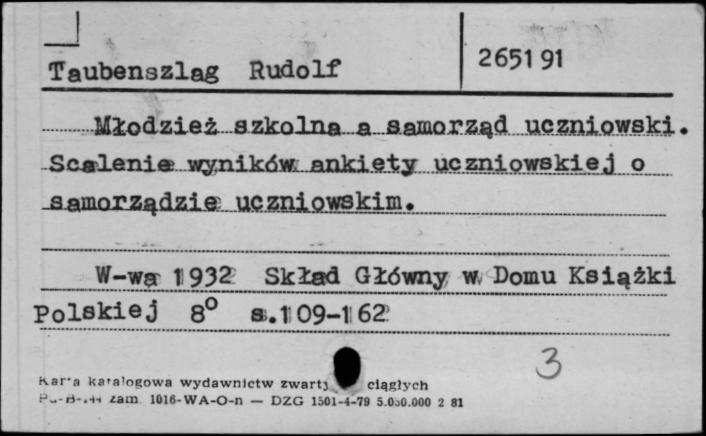 Taubenszlag Rudolf
265191
Młodzież szkolna a samorząd uczniowski.
Scalenie wyników ankiety uczniowskiej o
samorządzie uczniowskim.
W-wa 1932 Skład Główny w Domu Książki
Polskiej 8° s.109-162
3
Karta katalogowa wydawnictw ciągłych
zam. 1016-WA-O-n — DZG 1501-4-79 5.000.000 2 81